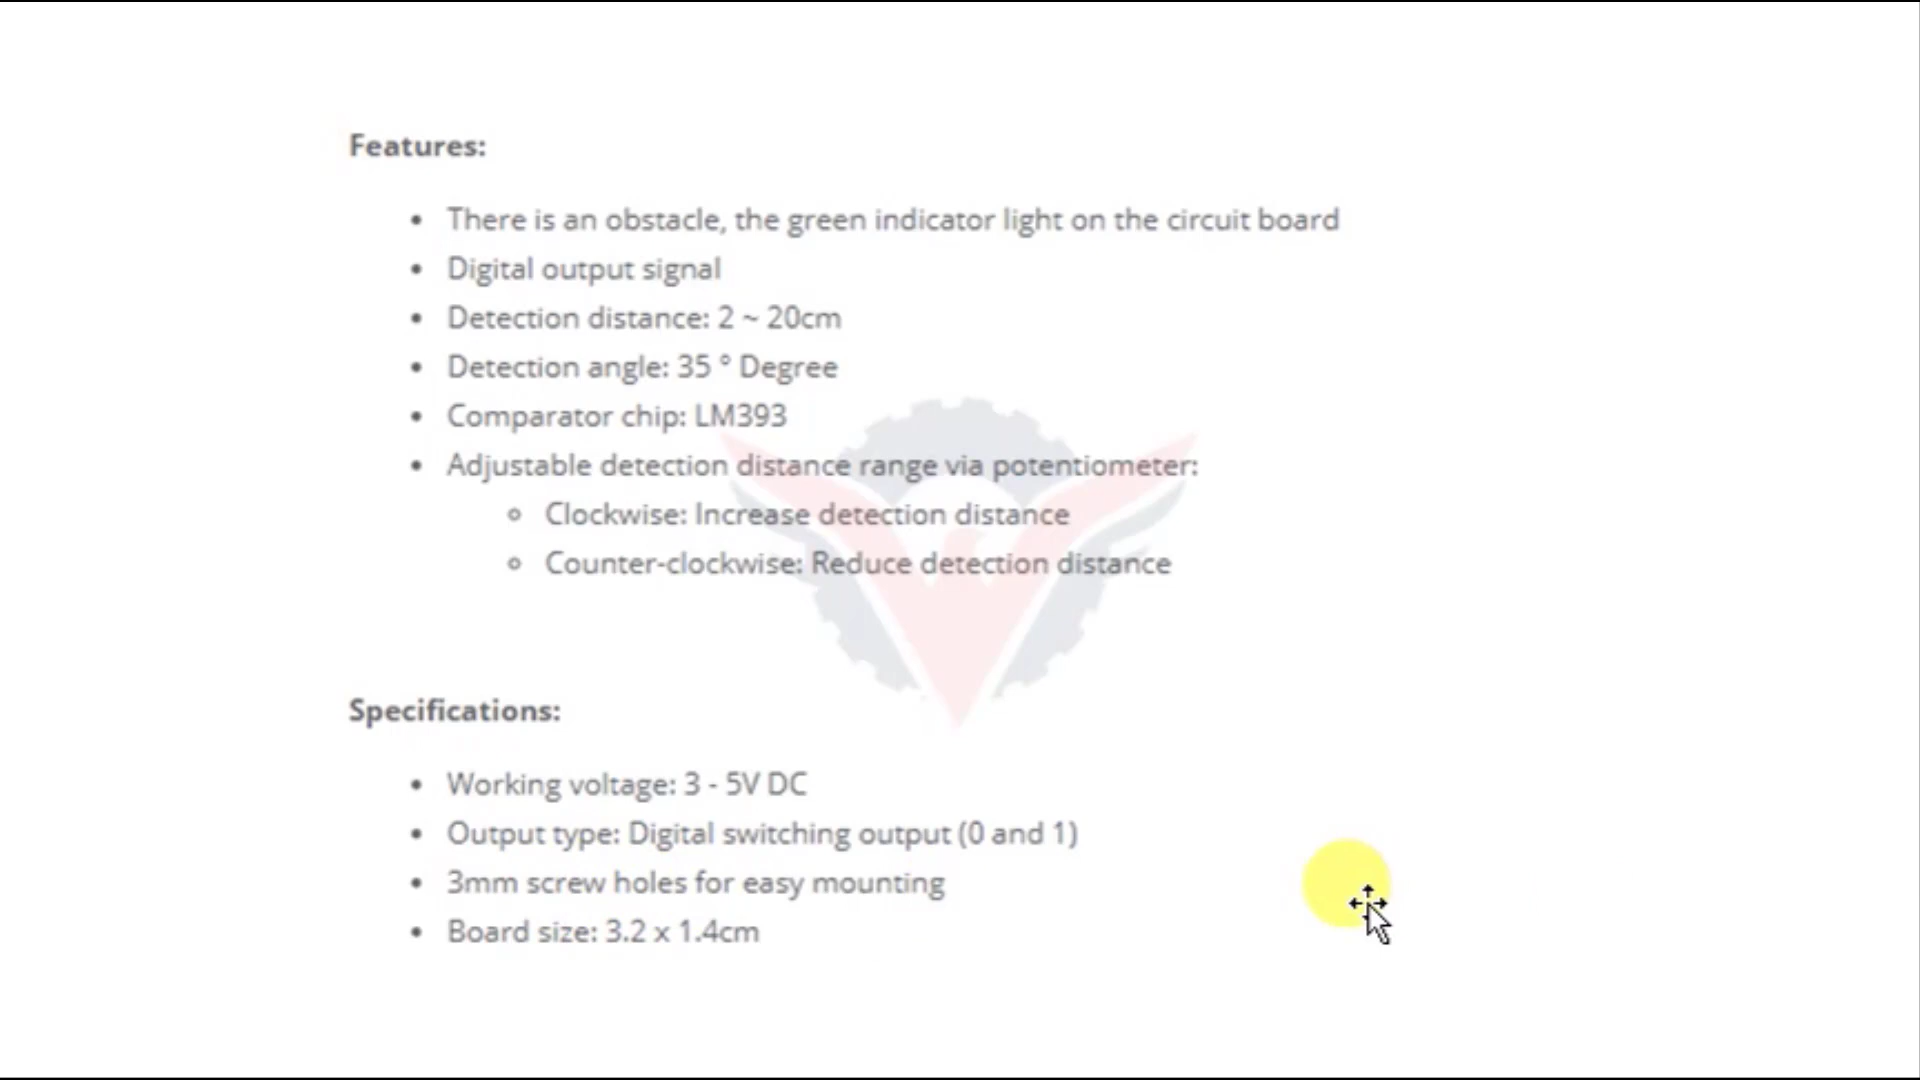 Features:
• There is an obstacle, the green indicator light on the circuit board
• Digital output signal
• Detection distance: 2 ~ 20cm
• Detection angle: 35 ° Degree
• Comparator chip: LM393
• Adjustable detection distance range via potentiometer:
◦ Clockwise: Increase detection distance
◦ Counter-clockwise: Reduce detection distance
Specifications:
• Working voltage: 3 - 5V DC
• Output type: Digital switching output (0 and 1)
• 3mm screw holes for easy mounting
• Board size: 3.2 x 1.4cm